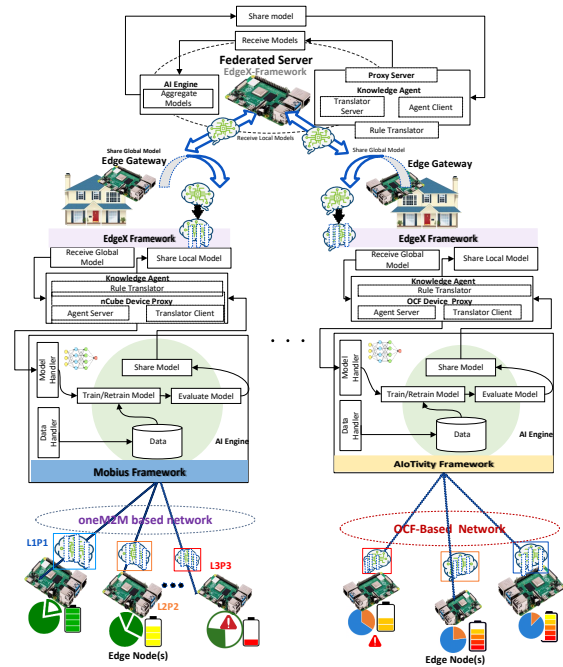 Share model
Receive Models
Federated Server
EdgeX-Framework
AI Engine
Aggregate
Models
Proxy Server
Knowledge Agent
Translator
Server
Agent Client
Rule Translator
Receive Local Models
Share Global Model
Edge Gateway
Share Global Model
Edge Gateway
EdgeX Framework
Receive Global
Model
Share Local Model
Knowledge Agent
Rule Translator
nCube Device Proxy
Agent Server
Translator Client
Model
Handler
Share Model
Train/Retrain Model
Evaluate Model
Data
Handler
Data
AI Engine
Mobius Framework
EdgeX Framework
Receive Global
Model
Share Local Model
Knowledge Agent
Rule Translator
OCF Device Proxy
Agent Server
Translator Client
. . .
Model
Handler
Share Model
Train/Retrain Model
Evaluate Model
Data
Handler
Data
AI Engine
AIoTivity Framework
oneM2M based network
L1P1
L2P2
L3P3
Edge Node(s)
OCF-Based Network
Edge Node(s)